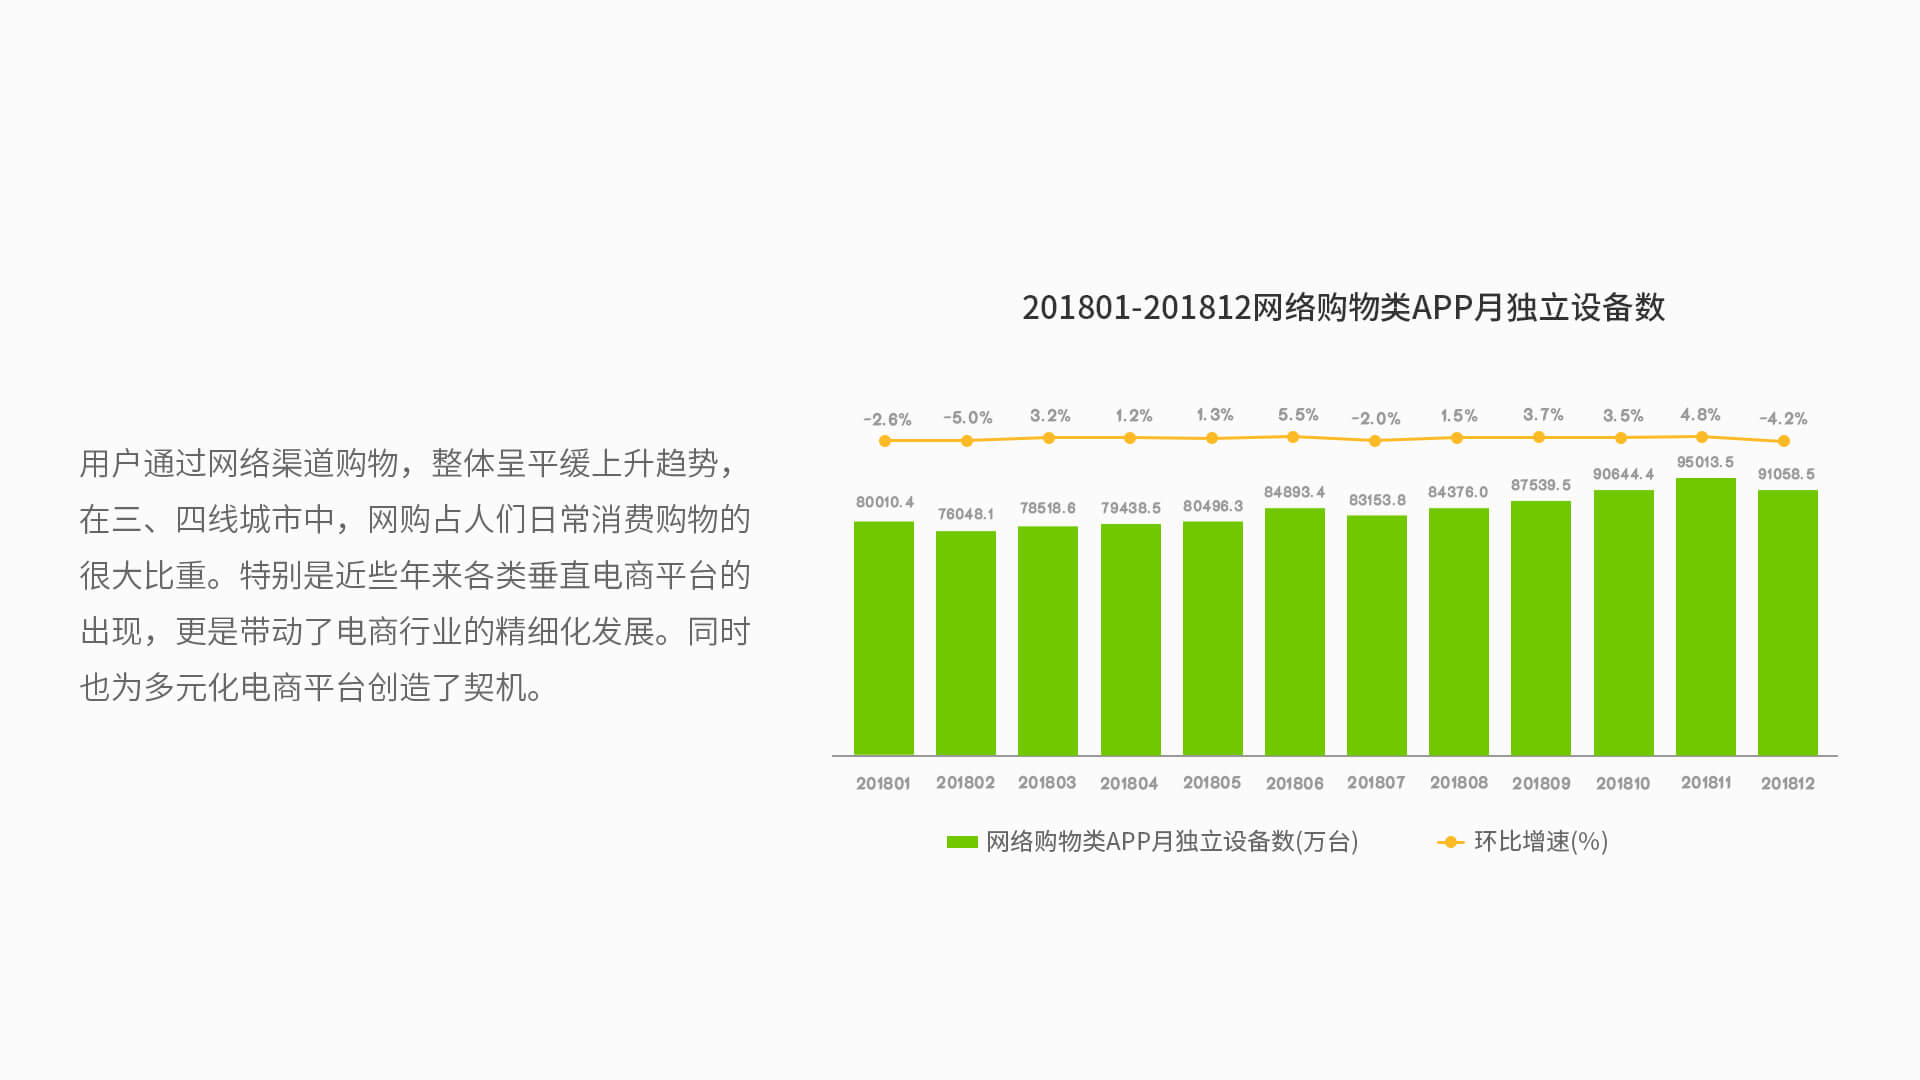 用户通过网络渠道购物，整体呈平缓上升趋势，
在三、四线城市中，网购占人们日常消费购物的
很大比重。特别是近些年来各类垂直电商平台的
出现，更是带动了电商行业的精细化发展。同时
也为多元化电商平台创造了契机。
201801-201812网络购物类APP月独立设备数
-2.6% -5.0% 3.2% 1.2% 1.3% 5.5% -2.0% 1.5% 3.7% 3.5% 4.8% -4.2%
80010.4 76048.1 78518.6 79438.5 80496.3 84893.4 83153.8 84376.0 87539.5 90644.4 95013.5 91058.5
201801 201802 201803 201804 201805 201806 201807 201808 201809 201810 201811 201812
网络购物类APP月独立设备数(万台) 环比增速(%)